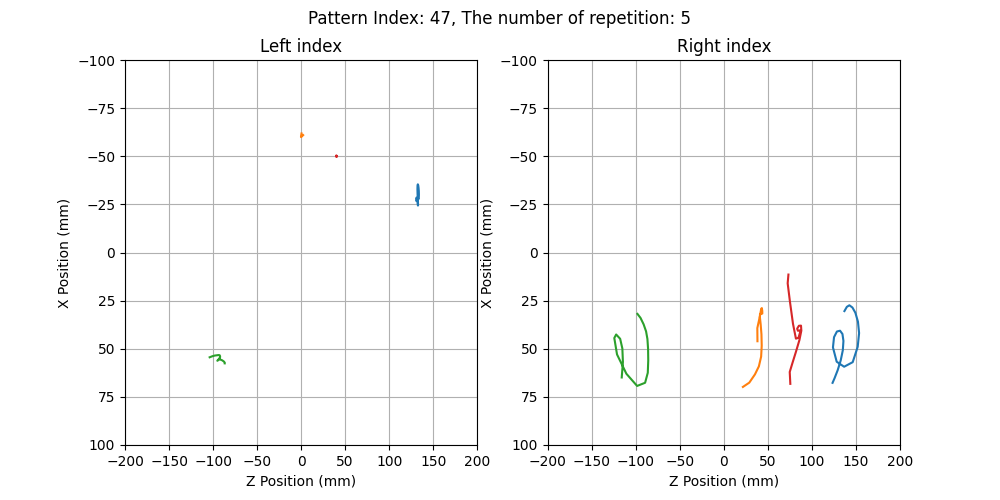 Pattern Index: 47, The number of repetition: 5
Left index
Right index
−100
−75
−50
−25
0
25
50
75
100
−200 −150 −100 −50 0 50 100 150 200
X Position (mm)
Z Position (mm)
−100
−75
−50
−25
0
25
50
75
100
−200 −150 −100 −50 0 50 100 150 200
X Position (mm)
Z Position (mm)